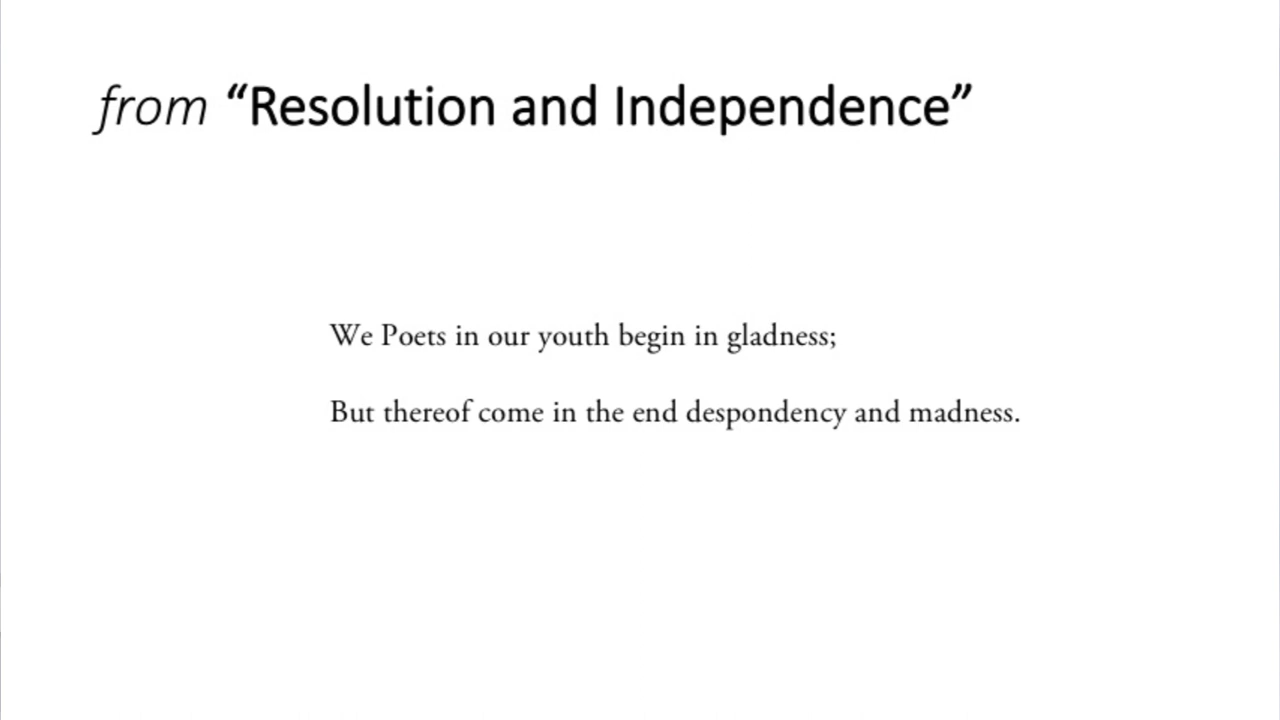 from “Resolution and Independence”
We Poets in our youth begin in gladness;
But thereof come in the end despondency and madness.